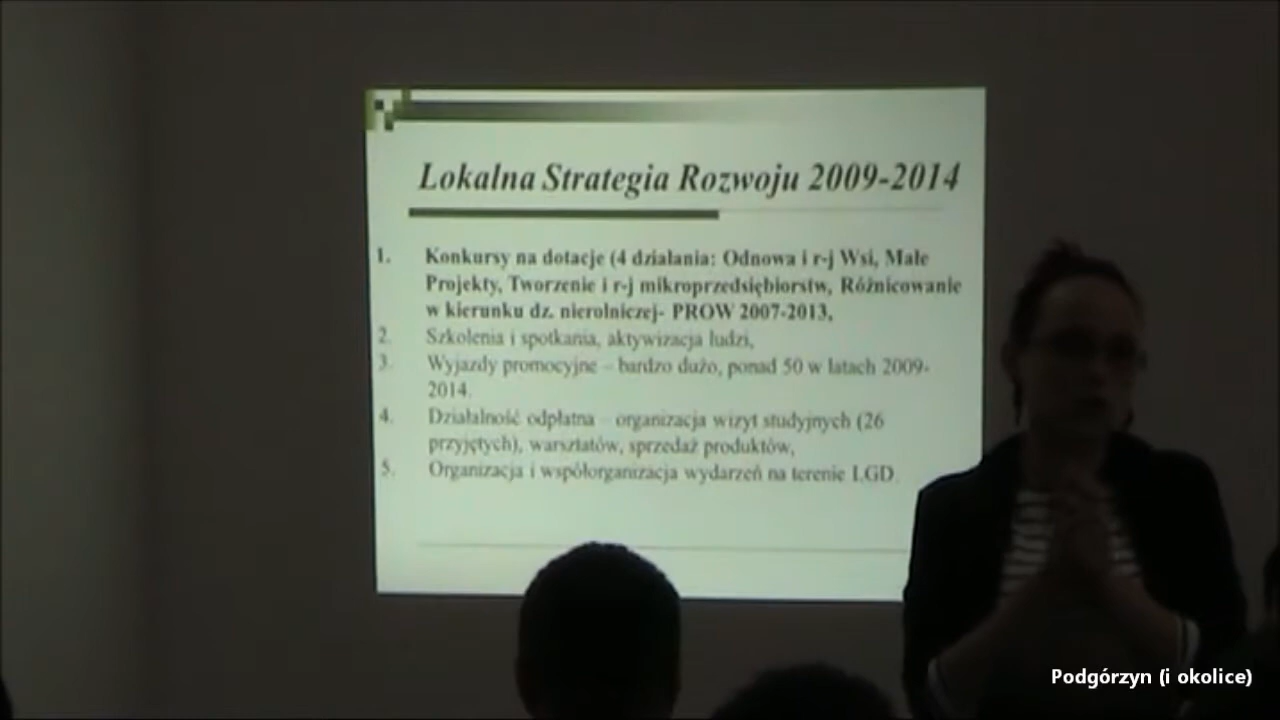 Lokalna Strategia Rozwoju 2009-2014
1. Konkursy na dotacje (4 działania: Odnowa i r-j Wsi, Małe
Projekty, Tworzenie i r-j mikroprzedsiębiorstw, Różnicowanie
w kierunku dz. nierolniczej- PROW 2007-2013,
2. Szkolenia i spotkania, aktywizacja ludzi,
3. Wyjazdy promocyjne – bardzo dużo, ponad 50 w latach 2009-
2014.
4. Działalność odpłatna – organizacja wizyt studyjnych (26
przyjętych), warsztatów, sprzedaż produktów,
5. Organizacja i współorganizacja wydarzeń na terenie LGD.
Podgórzyn (i okolice)